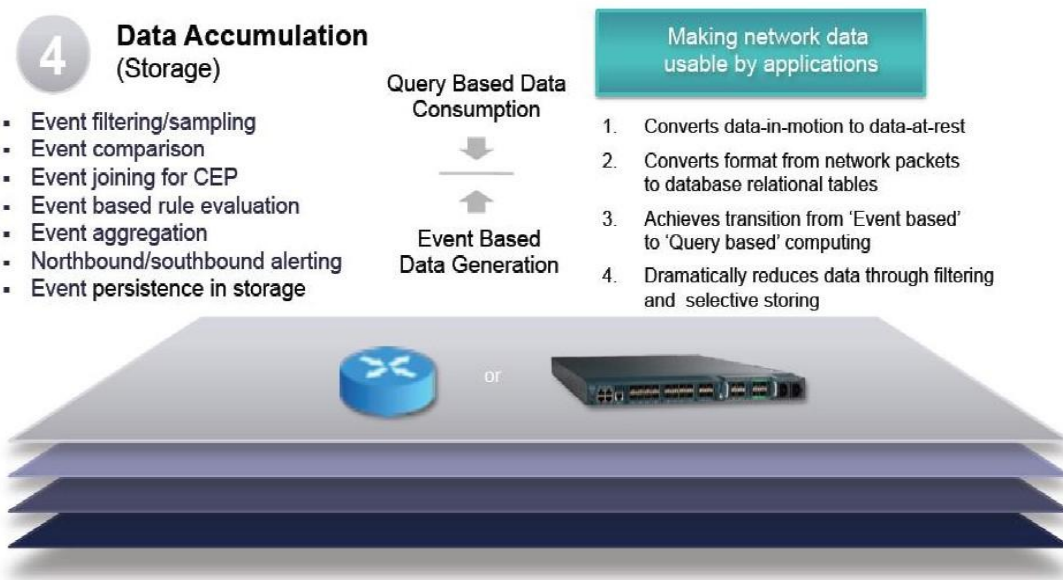 4
Data Accumulation
(Storage)
▪ Event filtering/sampling
▪ Event comparison
▪ Event joining for CEP
▪ Event based rule evaluation
▪ Event aggregation
▪ Northbound/southbound alerting
▪ Event persistence in storage
Query Based Data
Consumption
Event Based
Data Generation
Making network data
usable by applications
1. Converts data-in-motion to data-at-rest
2. Converts format from network packets
to database relational tables
3. Achieves transition from ‘Event based’
to ‘Query based’ computing
4. Dramatically reduces data through filtering
and selective storing
or